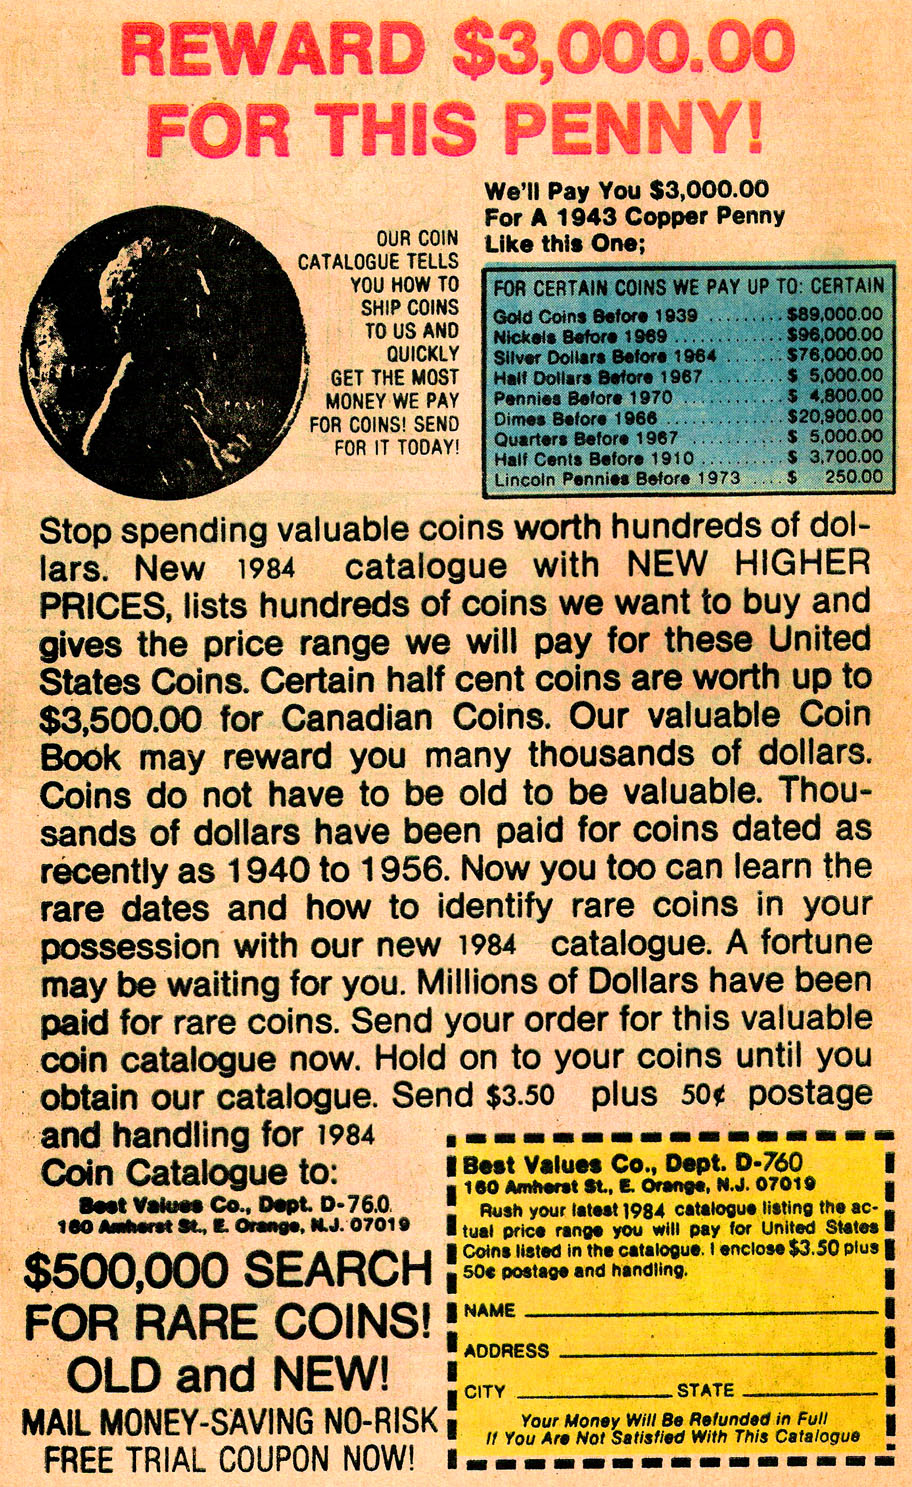 REWARD $3,000.00
FOR THIS PENNY!
We'll Pay You $3,000.00
For A 1943 Copper Penny
Like this One;
OUR COIN
CATALOGUE TELLS
YOU HOW TO
SHIP COINS
TO US AND
QUICKLY
GET THE MOST
MONEY WE PAY
FOR COINS! SEND
FOR IT TODAY!
FOR CERTAIN COINS WE PAY UP TO: CERTAIN
Gold Coins Before 1939 ......... $89,000.00
Nickels Before 1969 ............ $96,000.00
Silver Dollars Before 1964 ....... $76,000.00
Half Dollars Before 1967 .......... $ 5,000.00
Pennies Before 1970 ............. $ 4,800.00
Dimes Before 1966 ............. $20,900.00
Quarters Before 1967 ........... $ 5,000.00
Half Cents Before 1910 .......... $ 3,700.00
Lincoln Pennies Before 1973 .... $ 250.00
Stop spending valuable coins worth hundreds of dol-
lars. New 1984 catalogue with NEW HIGHER
PRICES, lists hundreds of coins we want to buy and
gives the price range we will pay for these United
States Coins. Certain half cent coins are worth up to
$3,500.00 for Canadian Coins. Our valuable Coin
Book may reward you many thousands of dollars.
Coins do not have to be old to be valuable. Thou-
sands of dollars have been paid for coins dated as
recently as 1940 to 1956. Now you too can learn the
rare dates and how to identify rare coins in your
possession with our new 1984 catalogue. A fortune
may be waiting for you. Millions of Dollars have been
paid for rare coins. Send your order for this valuable
coin catalogue now. Hold on to your coins until you
obtain our catalogue. Send $3.50 plus 50¢ postage
and handling for 1984
Coin Catalogue to:
Best Values Co., Dept. D-760
160 Amherst St., E. Orange, N.J. 07019
$500,000 SEARCH
FOR RARE COINS!
OLD and NEW!
MAIL MONEY-SAVING NO-RISK
FREE TRIAL COUPON NOW!
Best Values Co., Dept. D-760
160 Amherst St., E. Orange, N.J. 07019
Rush your latest 1984 catalogue listing the ac-
tual price range you will pay for United States
Coins listed in the catalogue. I enclose $3.50 plus
50¢ postage and handling.
NAME
ADDRESS
CITY STATE
Your Money Will Be Refunded in Full
If You Are Not Satisfied With This Catalogue